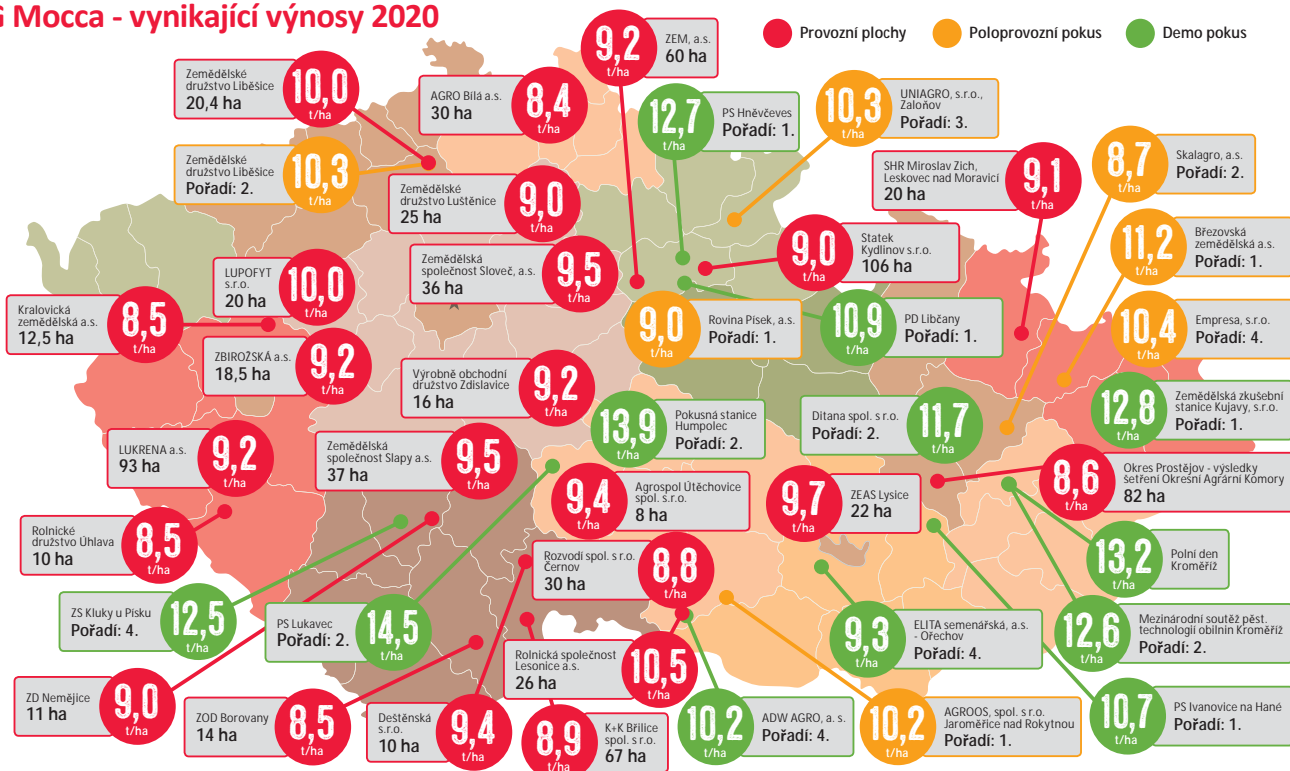 G Mocca - vynikající výnosy 2020
Provozní plochy
Poloprovozní pokus
Demo pokus
Zemědělské
družstvo Liběšice
20,4 ha
10,0
t/ha
AGRO Bílá a.s.
30 ha
8,4
t/ha
9,2
t/ha
ZEM, a.s.
60 ha
12,7
t/ha
PS Hněvčeves
Pořadí: 1.
10,3
t/ha
UNIAGRO, s.r.o.,
Zaloňov
Pořadí: 3.
Zemědělské
družstvo Liběšice
Pořadí: 2.
10,3
t/ha
Zemědělské
družstvo Luštěnice
25 ha
9,0
t/ha
SHR Miroslav Zich,
Leskovec nad Moravicí
20 ha
9,1
t/ha
8,7
t/ha
Skalagro, a.s.
Pořadí: 2.
Zemědělská
společnost Sloveč, a.s.
36 ha
9,5
t/ha
9,0
t/ha
Statek
Kydlinov s.r.o.
106 ha
11,2
t/ha
Březovská
zemědělská a.s.
Pořadí: 1.
LUPOFYT
s.r.o.
20 ha
10,0
t/ha
Kralovická
zemědělská a.s.
12,5 ha
8,5
t/ha
9,0
t/ha
Rovina Písek, a.s.
Pořadí: 1.
10,9
t/ha
PD Libčany
Pořadí: 1.
10,4
t/ha
Empresa, s.r.o.
Pořadí: 4.
ZBIROŽSKÁ a.s.
18,5 ha
9,2
t/ha
Výrobně obchodní
družstvo Zdislavice
16 ha
9,2
t/ha
13,9
t/ha
Pokusná stanice
Humpolec
Pořadí: 2.
Ditana spol. s r.o.
Pořadí: 2.
11,7
t/ha
12,8
t/ha
Zemědělská zkušební
stanice Kujavy, s.r.o.
Pořadí: 1.
LUKRENA a.s.
93 ha
9,2
t/ha
Zemědělská
společnost Slapy a.s.
37 ha
9,5
t/ha
9,4
t/ha
Agrospol Útěchovice
spol. s.r.o.
8 ha
9,7
t/ha
ZEAS Lysice
22 ha
8,6
t/ha
Okres Prostějov - výsledky
šetření Okresní Agrární Komory
82 ha
Rolnické
družstvo Úhlava
10 ha
8,5
t/ha
Rozvodí spol. s r.o.
Černov
30 ha
8,8
t/ha
13,2
t/ha
Polní den
Kroměříž
ZS Kluky u Písku
Pořadí: 4.
12,5
t/ha
PS Lukavec
Pořadí: 2.
14,5
t/ha
9,3
t/ha
ELITA semenářská, a.s.
- Ořechov
Pořadí: 4.
12,6
t/ha
Mezinárodní soutěž pěst.
technologií obilnin Kroměříž
Pořadí: 2.
Rolnická společnost
Lesonice a.s.
26 ha
10,5
t/ha
ZD Nemějice
11 ha
9,0
t/ha
ZOD Borovany
14 ha
8,5
t/ha
Deštěnská
s.r.o.
10 ha
9,4
t/ha
8,9
t/ha
K+K Břilice
spol. s r.o.
67 ha
10,2
t/ha
ADW AGRO, a. s.
Pořadí: 4.
10,2
t/ha
AGROOS, spol. s r.o.
Jaroměřice nad Rokytnou
Pořadí: 1.
10,7
t/ha
PS Ivanovice na Hané
Pořadí: 1.